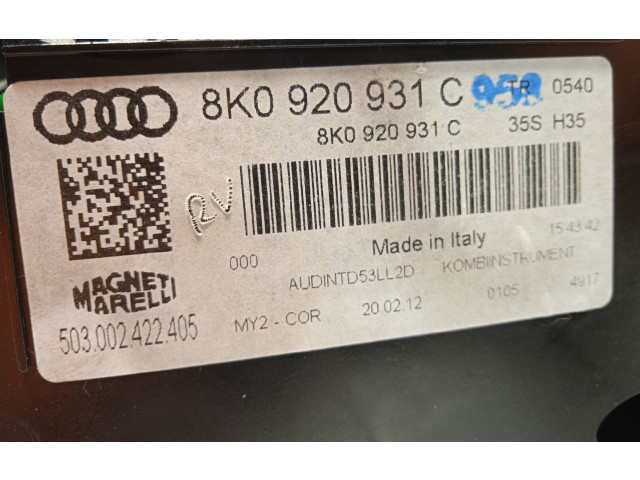 8K0 920 931 C TR 0540
8K0 920 931 C 35S H35
RV
Made in Italy 15:43:42
000 AUDINTD53LL2D KOMBIINSTRUMENT
MAGNETI MARELLI
503.002.422.405 MY2 - COR 20.02.12 0105 4917